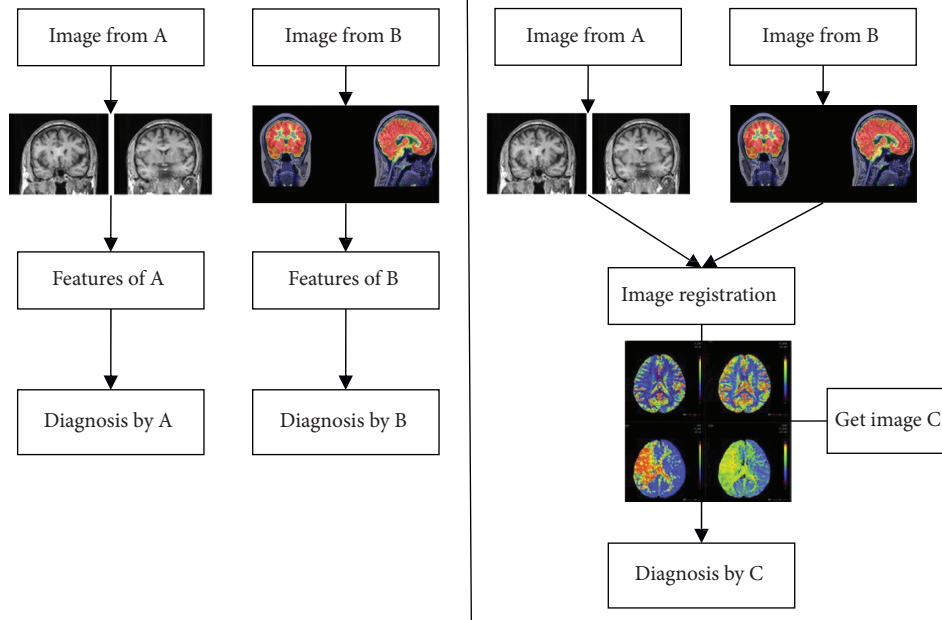 Image from A
Image from B
Features of A
Features of B
Diagnosis by A
Diagnosis by B
Image from A
Image from B
Image registration
Get image C
Diagnosis by C